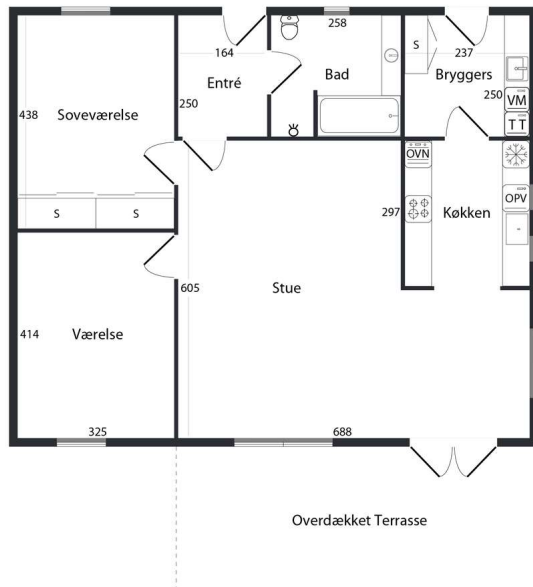 258
164
237
S
Entré
Bad
Bryggers
250
250
VM
438
Soveværelse
TT
OVN
S
S
297
Køkken
OPV
605
Stue
414
Værelse
325
688
Overdækket Terrasse